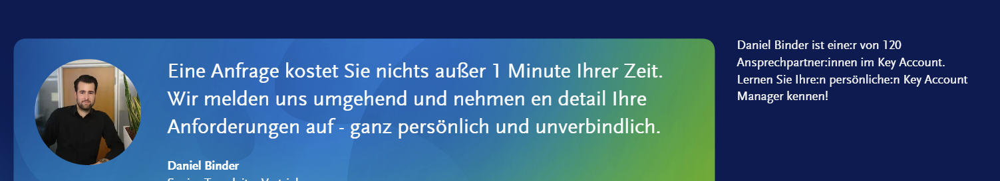 Eine Anfrage kostet Sie nichts außer 1 Minute Ihrer Zeit.
Wir melden uns umgehend und nehmen en detail Ihre
Anforderungen auf - ganz persönlich und unverbindlich.
Daniel Binder
Daniel Binder ist eine:r von 120
Ansprechpartner:innen im Key Account.
Lernen Sie Ihre:n persönliche:n Key Account
Manager kennen!